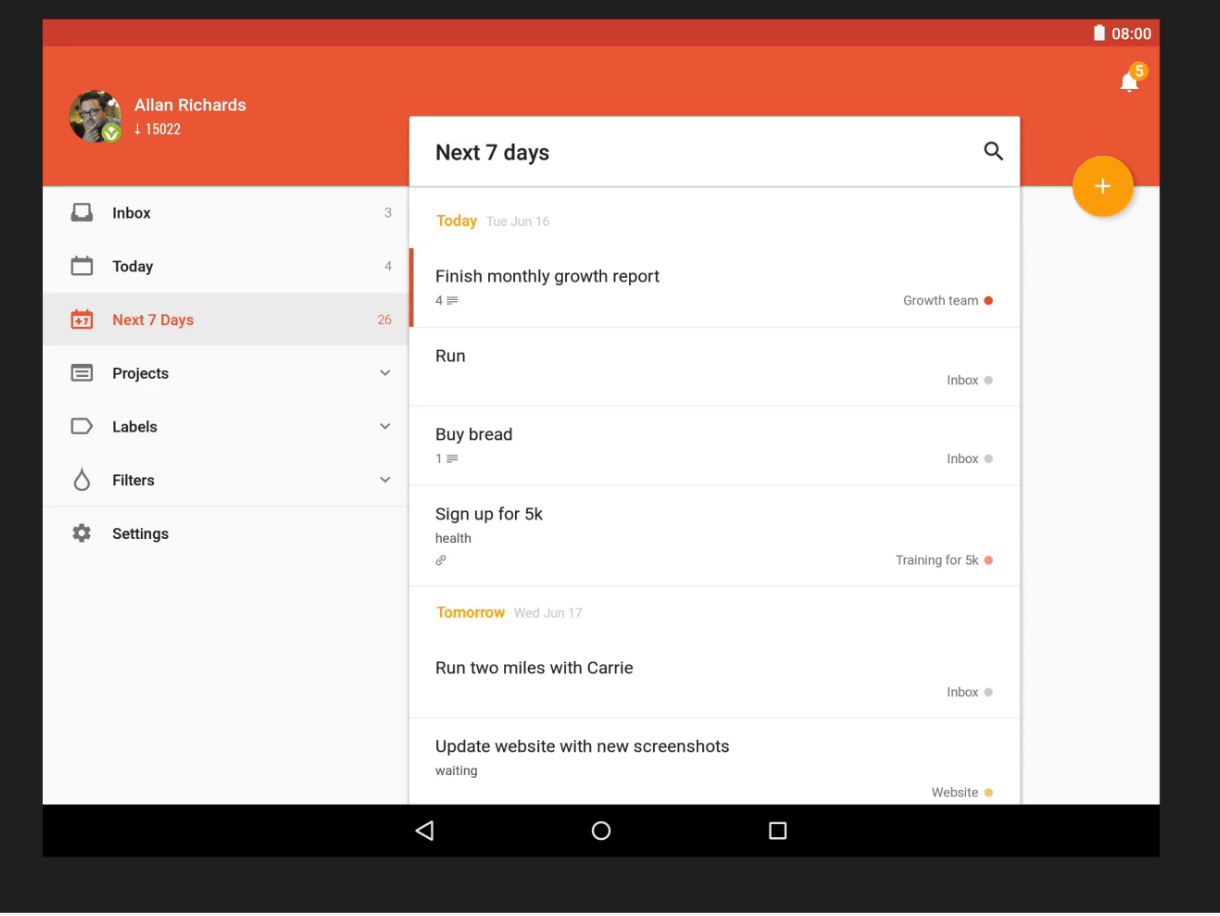 08:00
5
Allan Richards
↓ 15022
Next 7 days
Inbox 3
Today 4
+7 Next 7 Days 26
Projects
Labels
Filters
Settings
Today Tue Jun 16
Finish monthly growth report
4 Growth team
Run
Inbox
Buy bread
1 Inbox
Sign up for 5k
health
Training for 5k
Tomorrow Wed Jun 17
Run two miles with Carrie
Inbox
Update website with new screenshots
waiting
Website